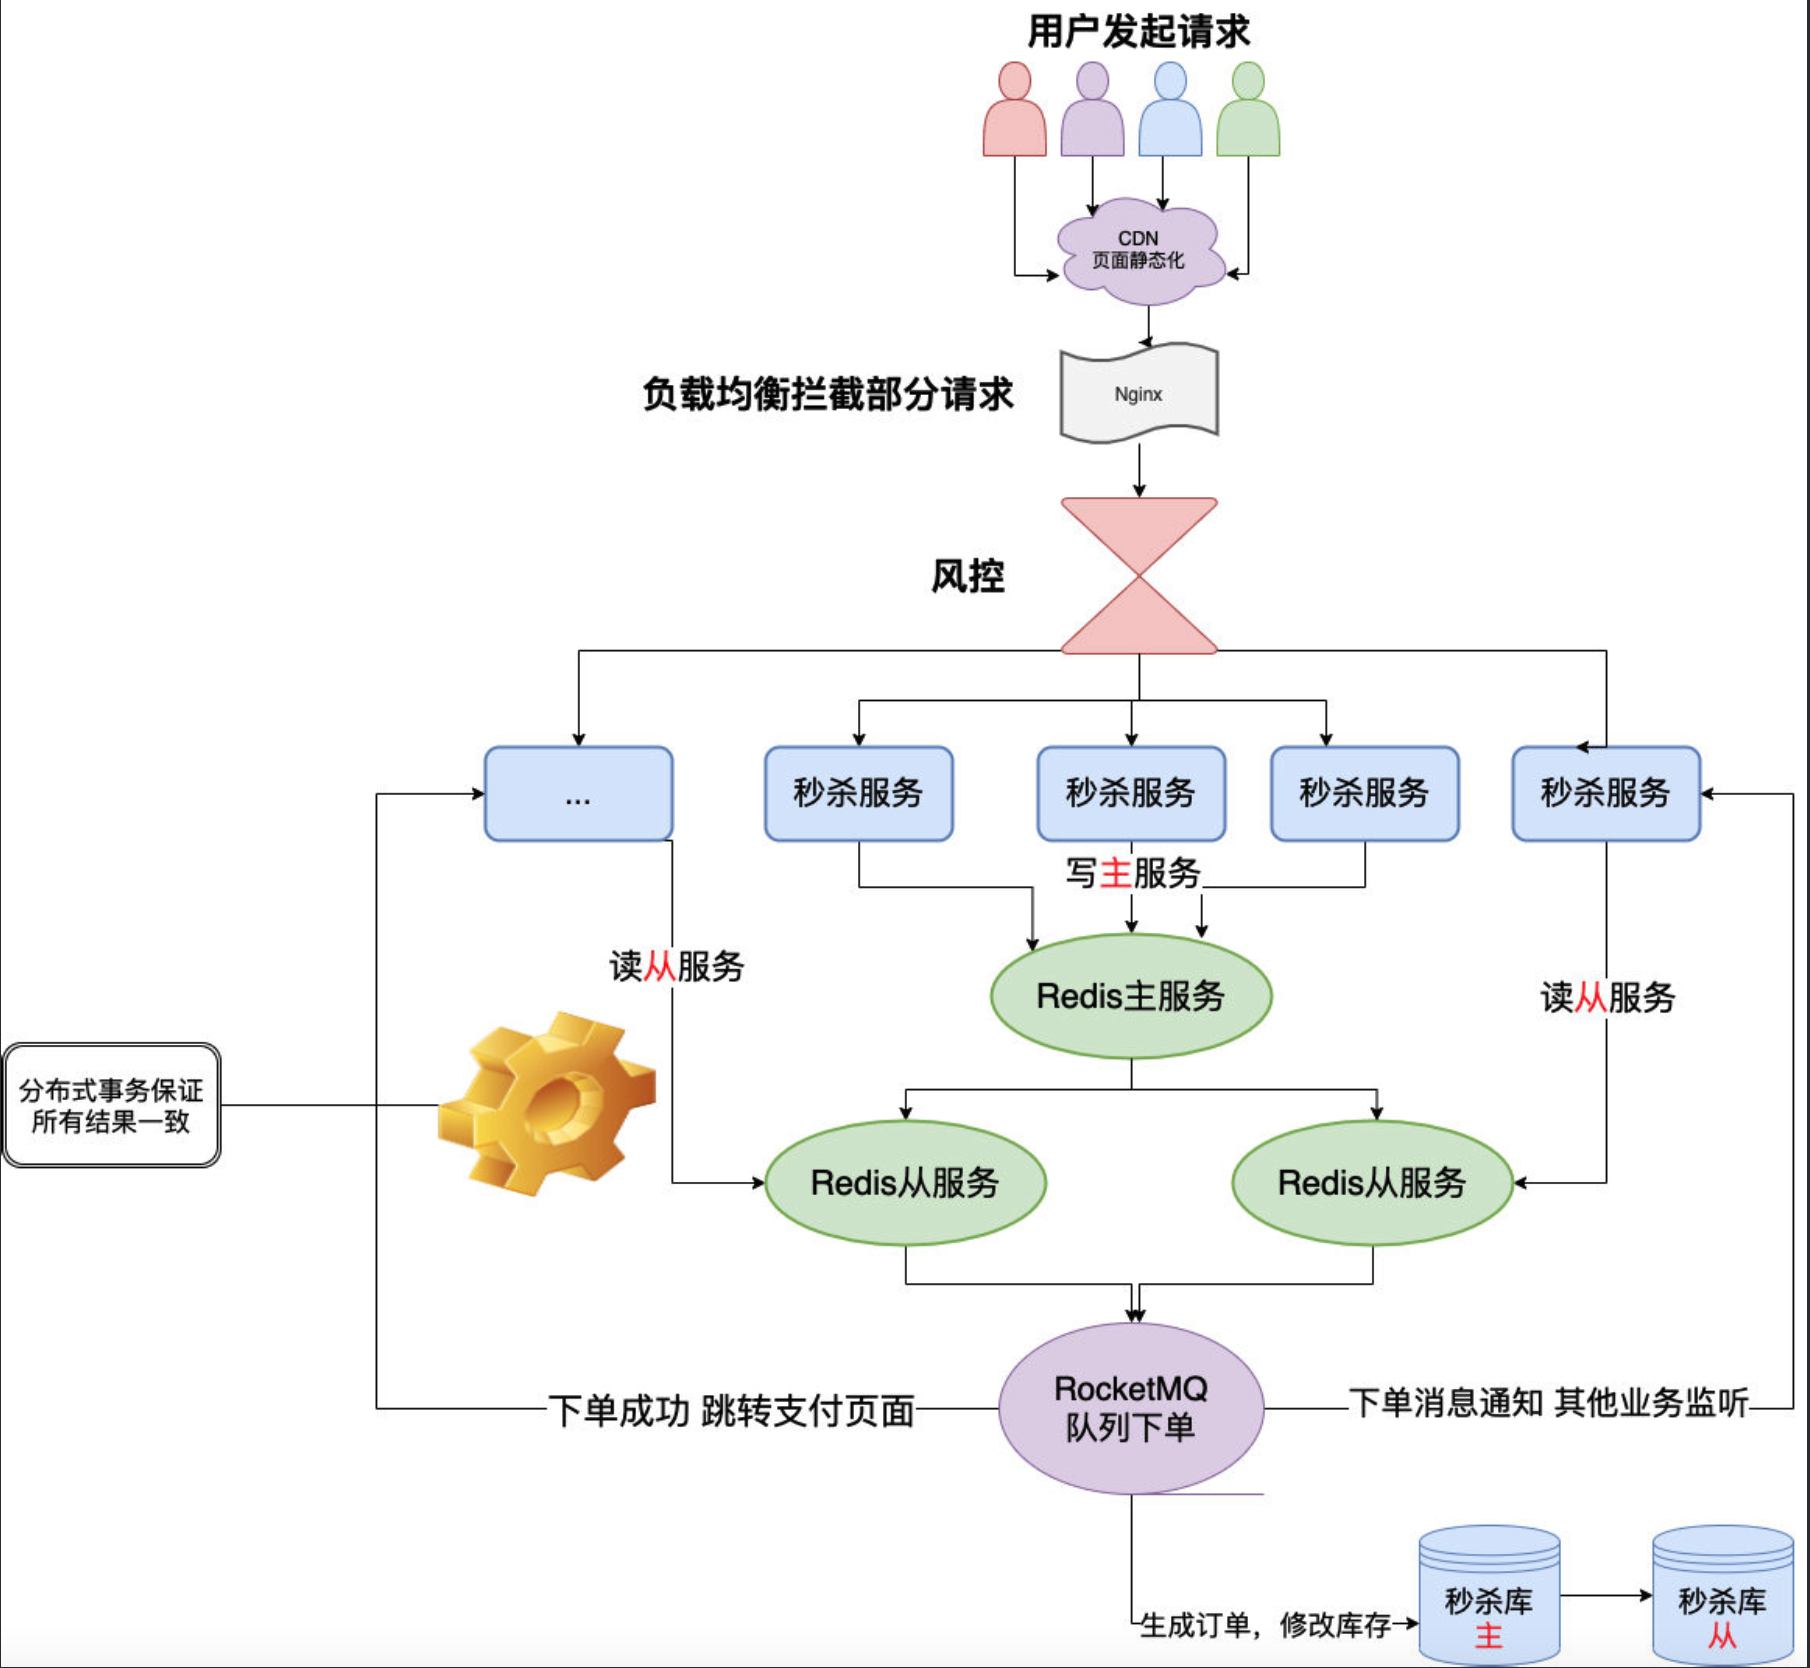 用户发起请求
CDN
页面静态化
负载均衡拦截部分请求
Nginx
风控
...
秒杀服务
秒杀服务
秒杀服务
秒杀服务
写主服务
读从服务
Redis主服务
读从服务
分布式事务保证
所有结果一致
Redis从服务
Redis从服务
RocketMQ
队列下单
下单成功 跳转支付页面
下单消息通知 其他业务监听
生成订单，修改库存
秒杀库
主
秒杀库
从